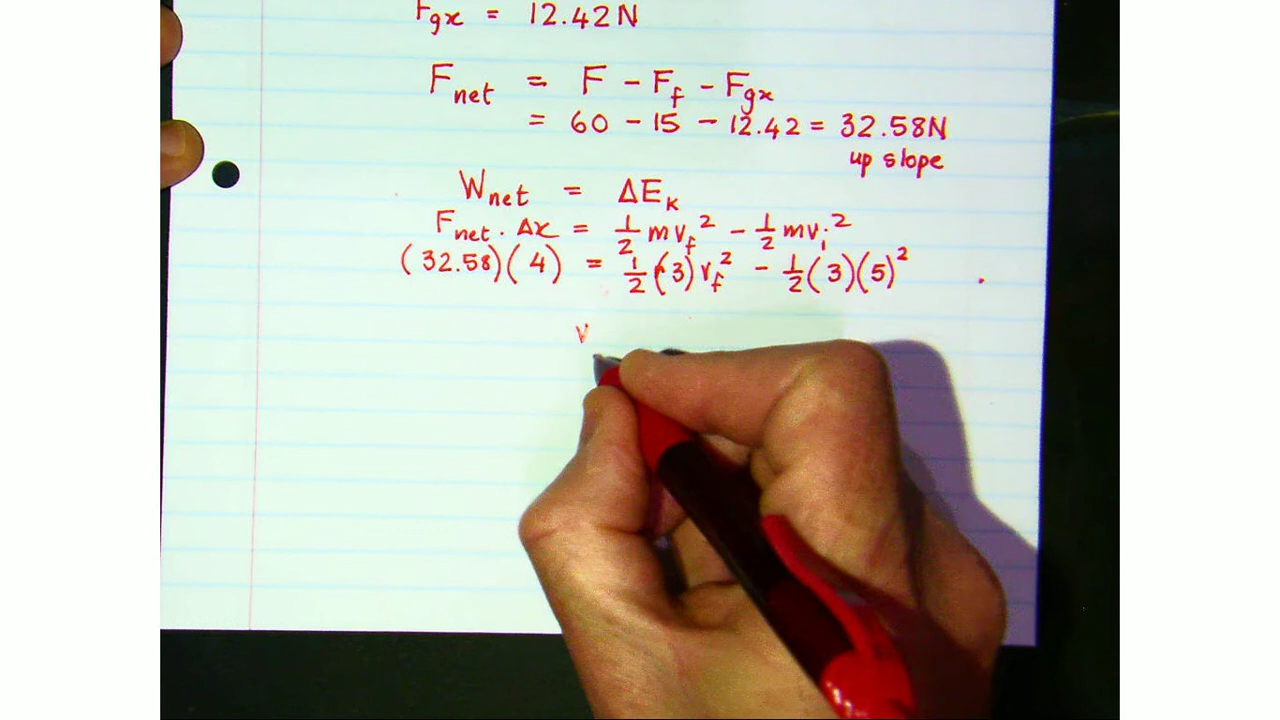 Fgx = 12.42 N
Fnet = F - Ff - Fgx
= 60 - 15 - 12.42 = 32.58N
up slope
Wnet = ΔEk
Fnet . Δx = 1/2 mvf² - 1/2 mvi²
(32.58)(4) = 1/2 (3)vf² - 1/2 (3)(5)²
v